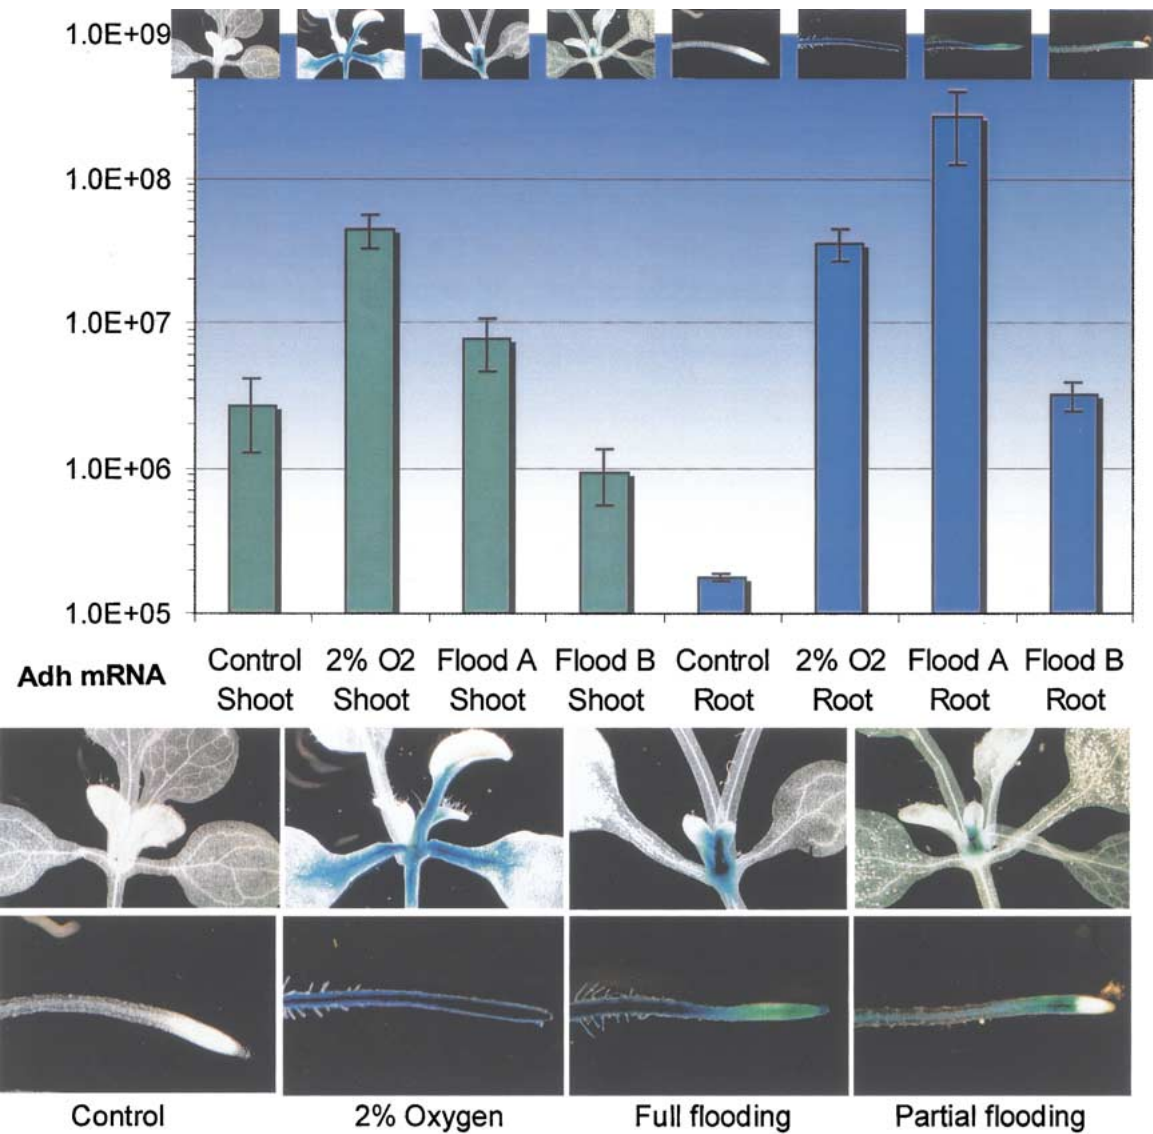 1.0E+09
1.0E+08
1.0E+07
1.0E+06
1.0E+05
Adh mRNA
Control Shoot
2% O2 Shoot
Flood A Shoot
Flood B Shoot
Control Root
2% O2 Root
Flood A Root
Flood B Root
Control
2% Oxygen
Full flooding
Partial flooding